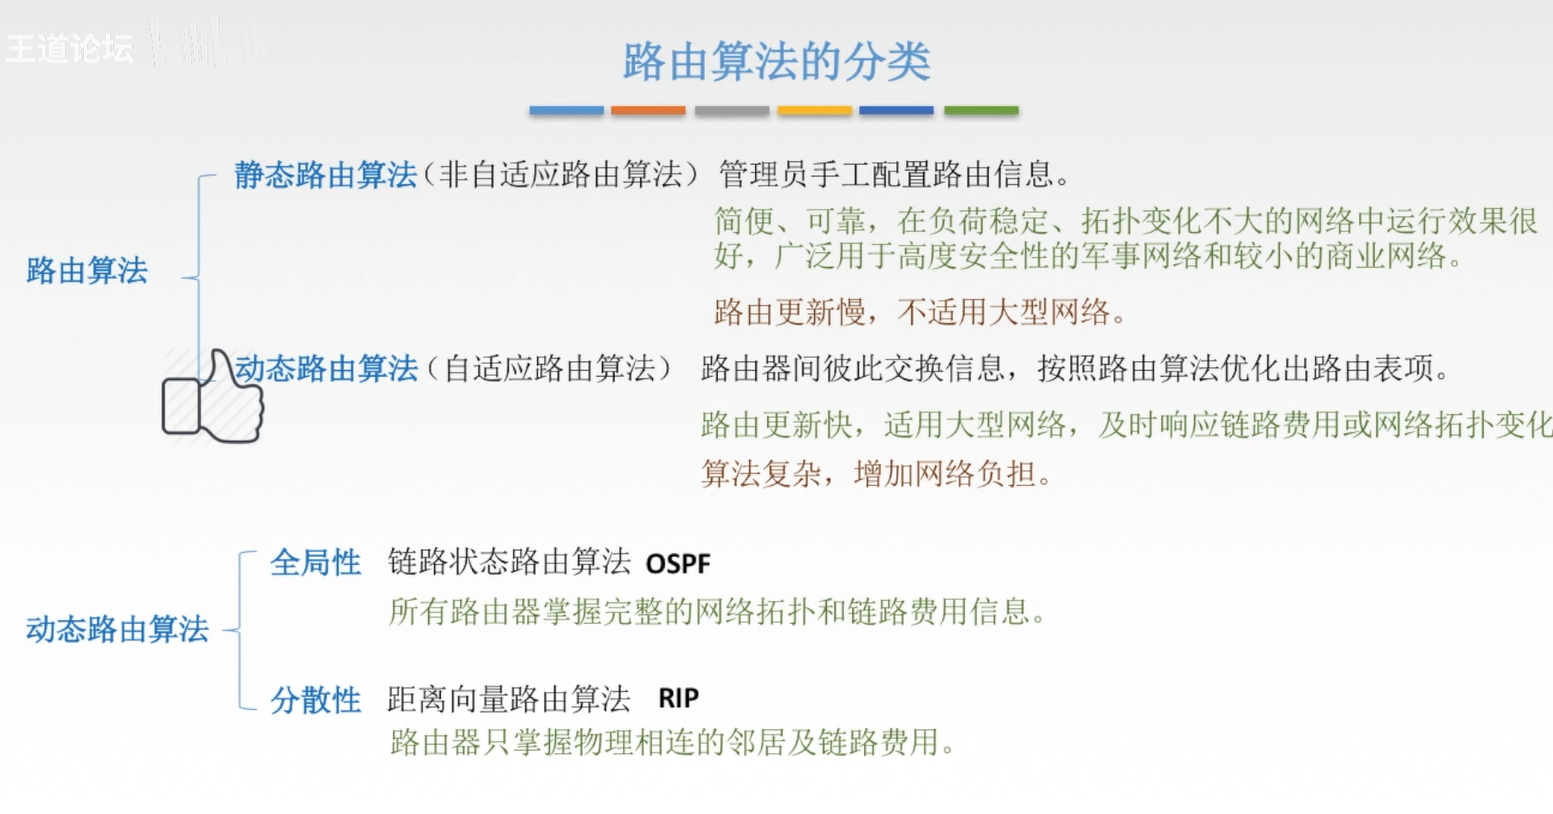 王道论坛
路由算法的分类
静态路由算法（非自适应路由算法） 管理员手工配置路由信息。
简便、可靠，在负荷稳定、拓扑变化不大的网络中运行效果很
好，广泛用于高度安全性的军事网络和较小的商业网络。
路由算法
路由更新慢，不适用大型网络。
动态路由算法（自适应路由算法） 路由器间彼此交换信息，按照路由算法优化出路由表项。
路由更新快，适用大型网络，及时响应链路费用或网络拓扑变化
算法复杂，增加网络负担。
全局性 链路状态路由算法 OSPF
所有路由器掌握完整的网络拓扑和链路费用信息。
动态路由算法
分散性 距离向量路由算法 RIP
路由器只掌握物理相连的邻居及链路费用。